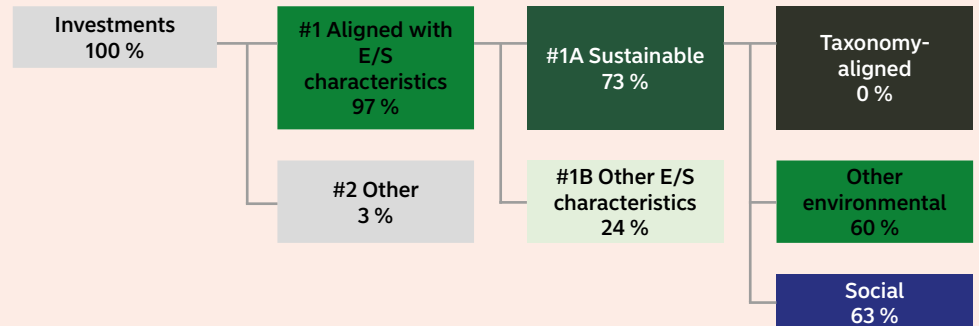 Investments
100 %
#1 Aligned with
E/S
characteristics
97 %
#1A Sustainable
73 %
Taxonomy-
aligned
0 %
#2 Other
3 %
#1B Other E/S
characteristics
24 %
Other
environmental
60 %
Social
63 %